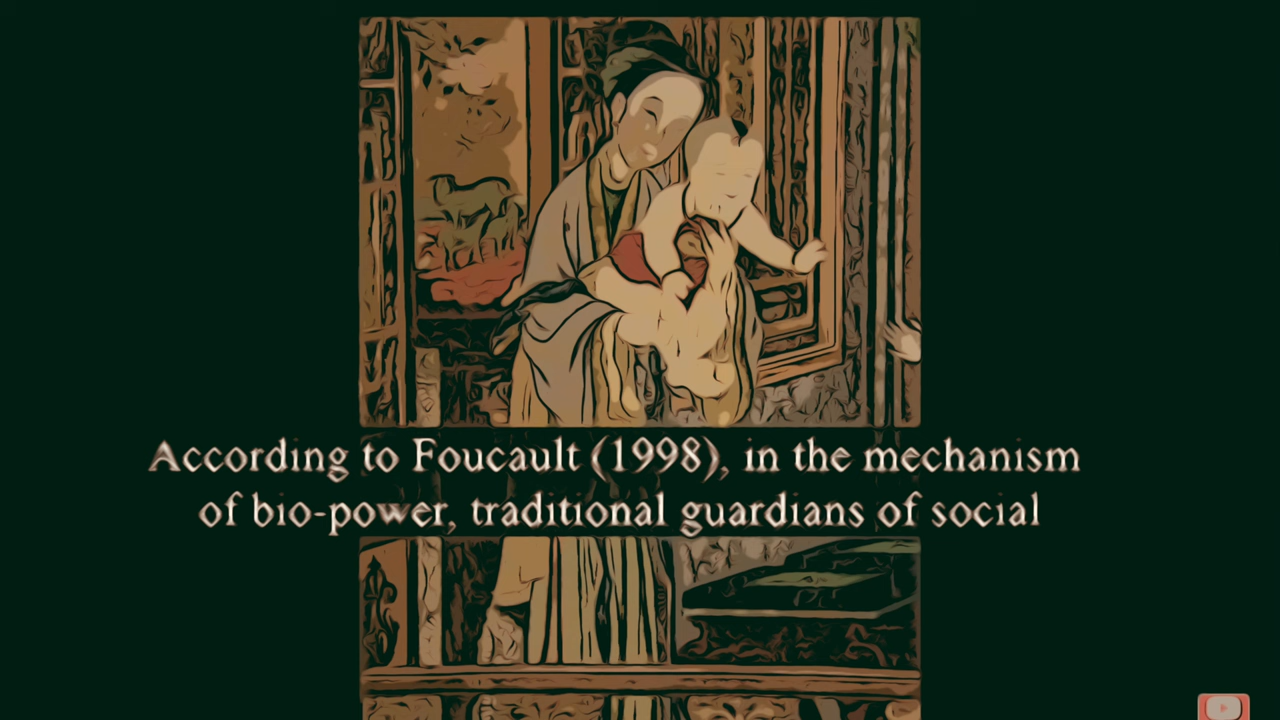 According to Foucault (1998), in the mechanism
of bio-power, traditional guardians of social